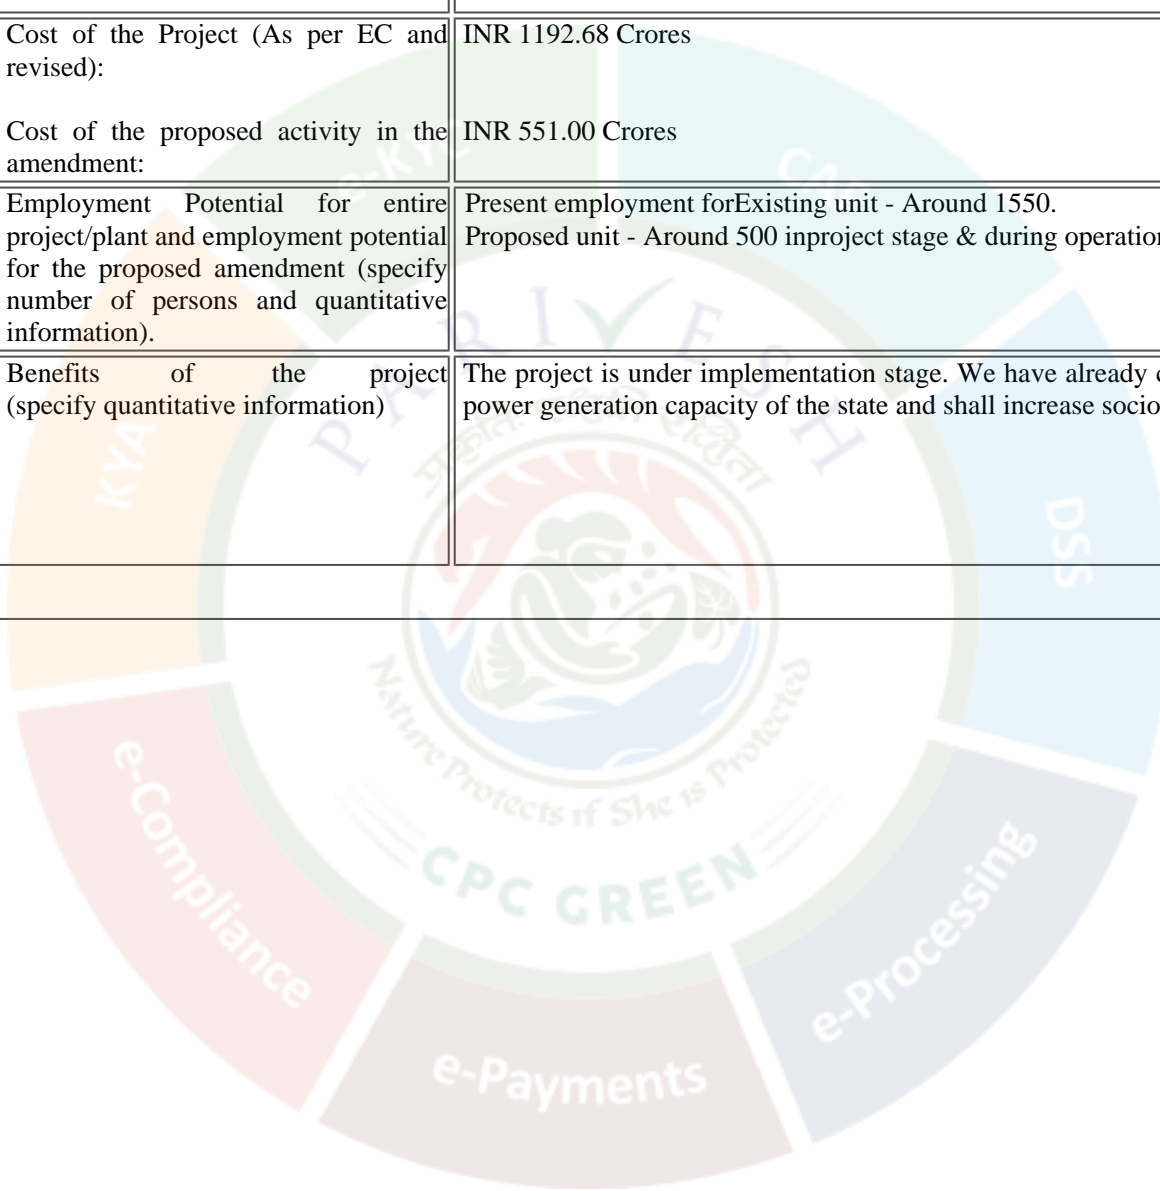 Cost of the Project (As per EC and
revised):
INR 1192.68 Crores
Cost of the proposed activity in the
amendment:
INR 551.00 Crores
Employment Potential for entire
project/plant and employment potential
for the proposed amendment (specify
number of persons and quantitative
information).
Present employment forExisting unit - Around 1550.
Proposed unit - Around 500 inproject stage & during operation
Benefits of the project
(specify quantitative information)
The project is under implementation stage. We have already
power generation capacity of the state and shall increase socio
e-KYC
KYA
DSS
PARIVESH
Nature Protects if She is Protected
CPC GREEN
e-Compliance
e-Processing
e-Payments